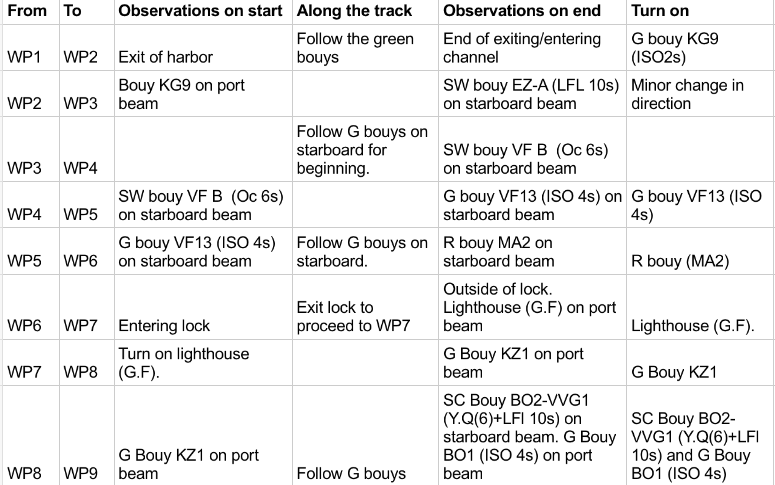 From To Observations on start Along the track Observations on end Turn on
WP1 WP2 Exit of harbor
Follow the green
bouys
End of exiting/entering
channel
G bouy KG9
(ISO2s)
WP2 WP3
Bouy KG9 on port
beam
SW bouy EZ-A (LFL 10s)
on starboard beam
Minor change in
direction
WP3 WP4
Follow G bouys on
starboard for
beginning.
SW bouy VF B (Oc 6s)
on starboard beam
WP4 WP5
SW bouy VF B (Oc 6s)
on starboard beam
G bouy VF13 (ISO 4s) on
starboard beam
G bouy VF13 (ISO
4s)
WP5 WP6
G bouy VF13 (ISO 4s)
on starboard beam
Follow G bouys on
starboard.
R bouy MA2 on
starboard beam
R bouy (MA2)
WP6 WP7 Entering lock
Exit lock to
proceed to WP7
Outside of lock.
Lighthouse (G.F) on port
beam
Lighthouse (G.F).
WP7 WP8
Turn on lighthouse
(G.F).
G Bouy KZ1 on port
beam
G Bouy KZ1
WP8 WP9
G Bouy KZ1 on port
beam
Follow G bouys
SC Bouy BO2-VVG1
(Y.Q(6)+LFl 10s) on
starboard beam. G Bouy
BO1 (ISO 4s) on port
beam
SC Bouy BO2-
VVG1 (Y.Q(6)+LFl
10s) and G Bouy
BO1 (ISO 4s)